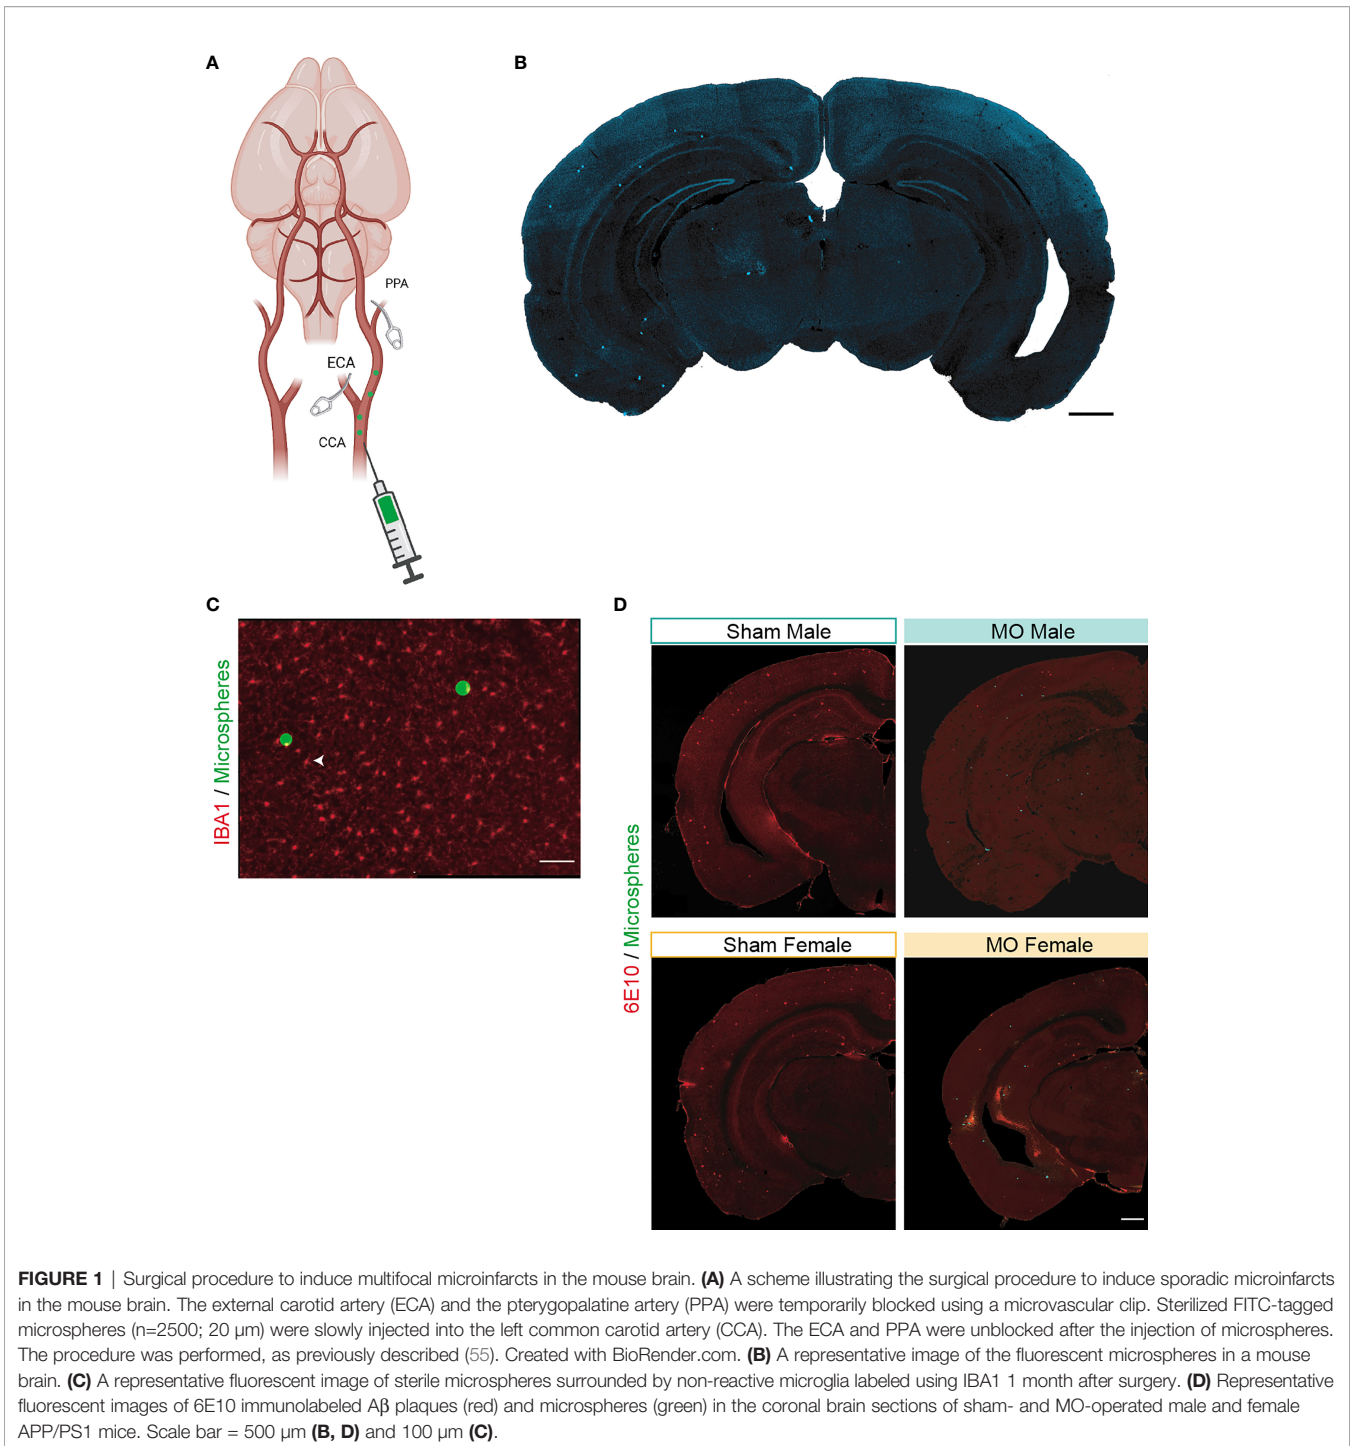 A
B
PPA
ECA
CCA
C
D
IBA1 / Microspheres
Sham Male
MO Male
6E10 / Microspheres
Sham Female
MO Female
FIGURE 1 | Surgical procedure to induce multifocal microinfarcts in the mouse brain. (A) A scheme illustrating the surgical procedure to induce sporadic microinfarcts
in the mouse brain. The external carotid artery (ECA) and the pterygopalatine artery (PPA) were temporarily blocked using a microvascular clip. Sterilized FITC-tagged
microspheres (n=2500; 20 µm) were slowly injected into the left common carotid artery (CCA). The ECA and PPA were unblocked after the injection of microspheres.
The procedure was performed, as previously described (55). Created with BioRender.com. (B) A representative image of the fluorescent microspheres in a mouse
brain. (C) A representative fluorescent image of sterile microspheres surrounded by non-reactive microglia labeled using IBA1 1 month after surgery. (D) Representative
fluorescent images of 6E10 immunolabeled Aβ plaques (red) and microspheres (green) in the coronal brain sections of sham- and MO-operated male and female
APP/PS1 mice. Scale bar = 500 µm (B, D) and 100 µm (C).